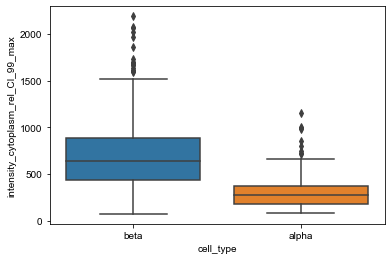 intensity_cytoplasm_rel_CI_99_max
2000
1500
1000
500
0
beta
alpha
cell_type